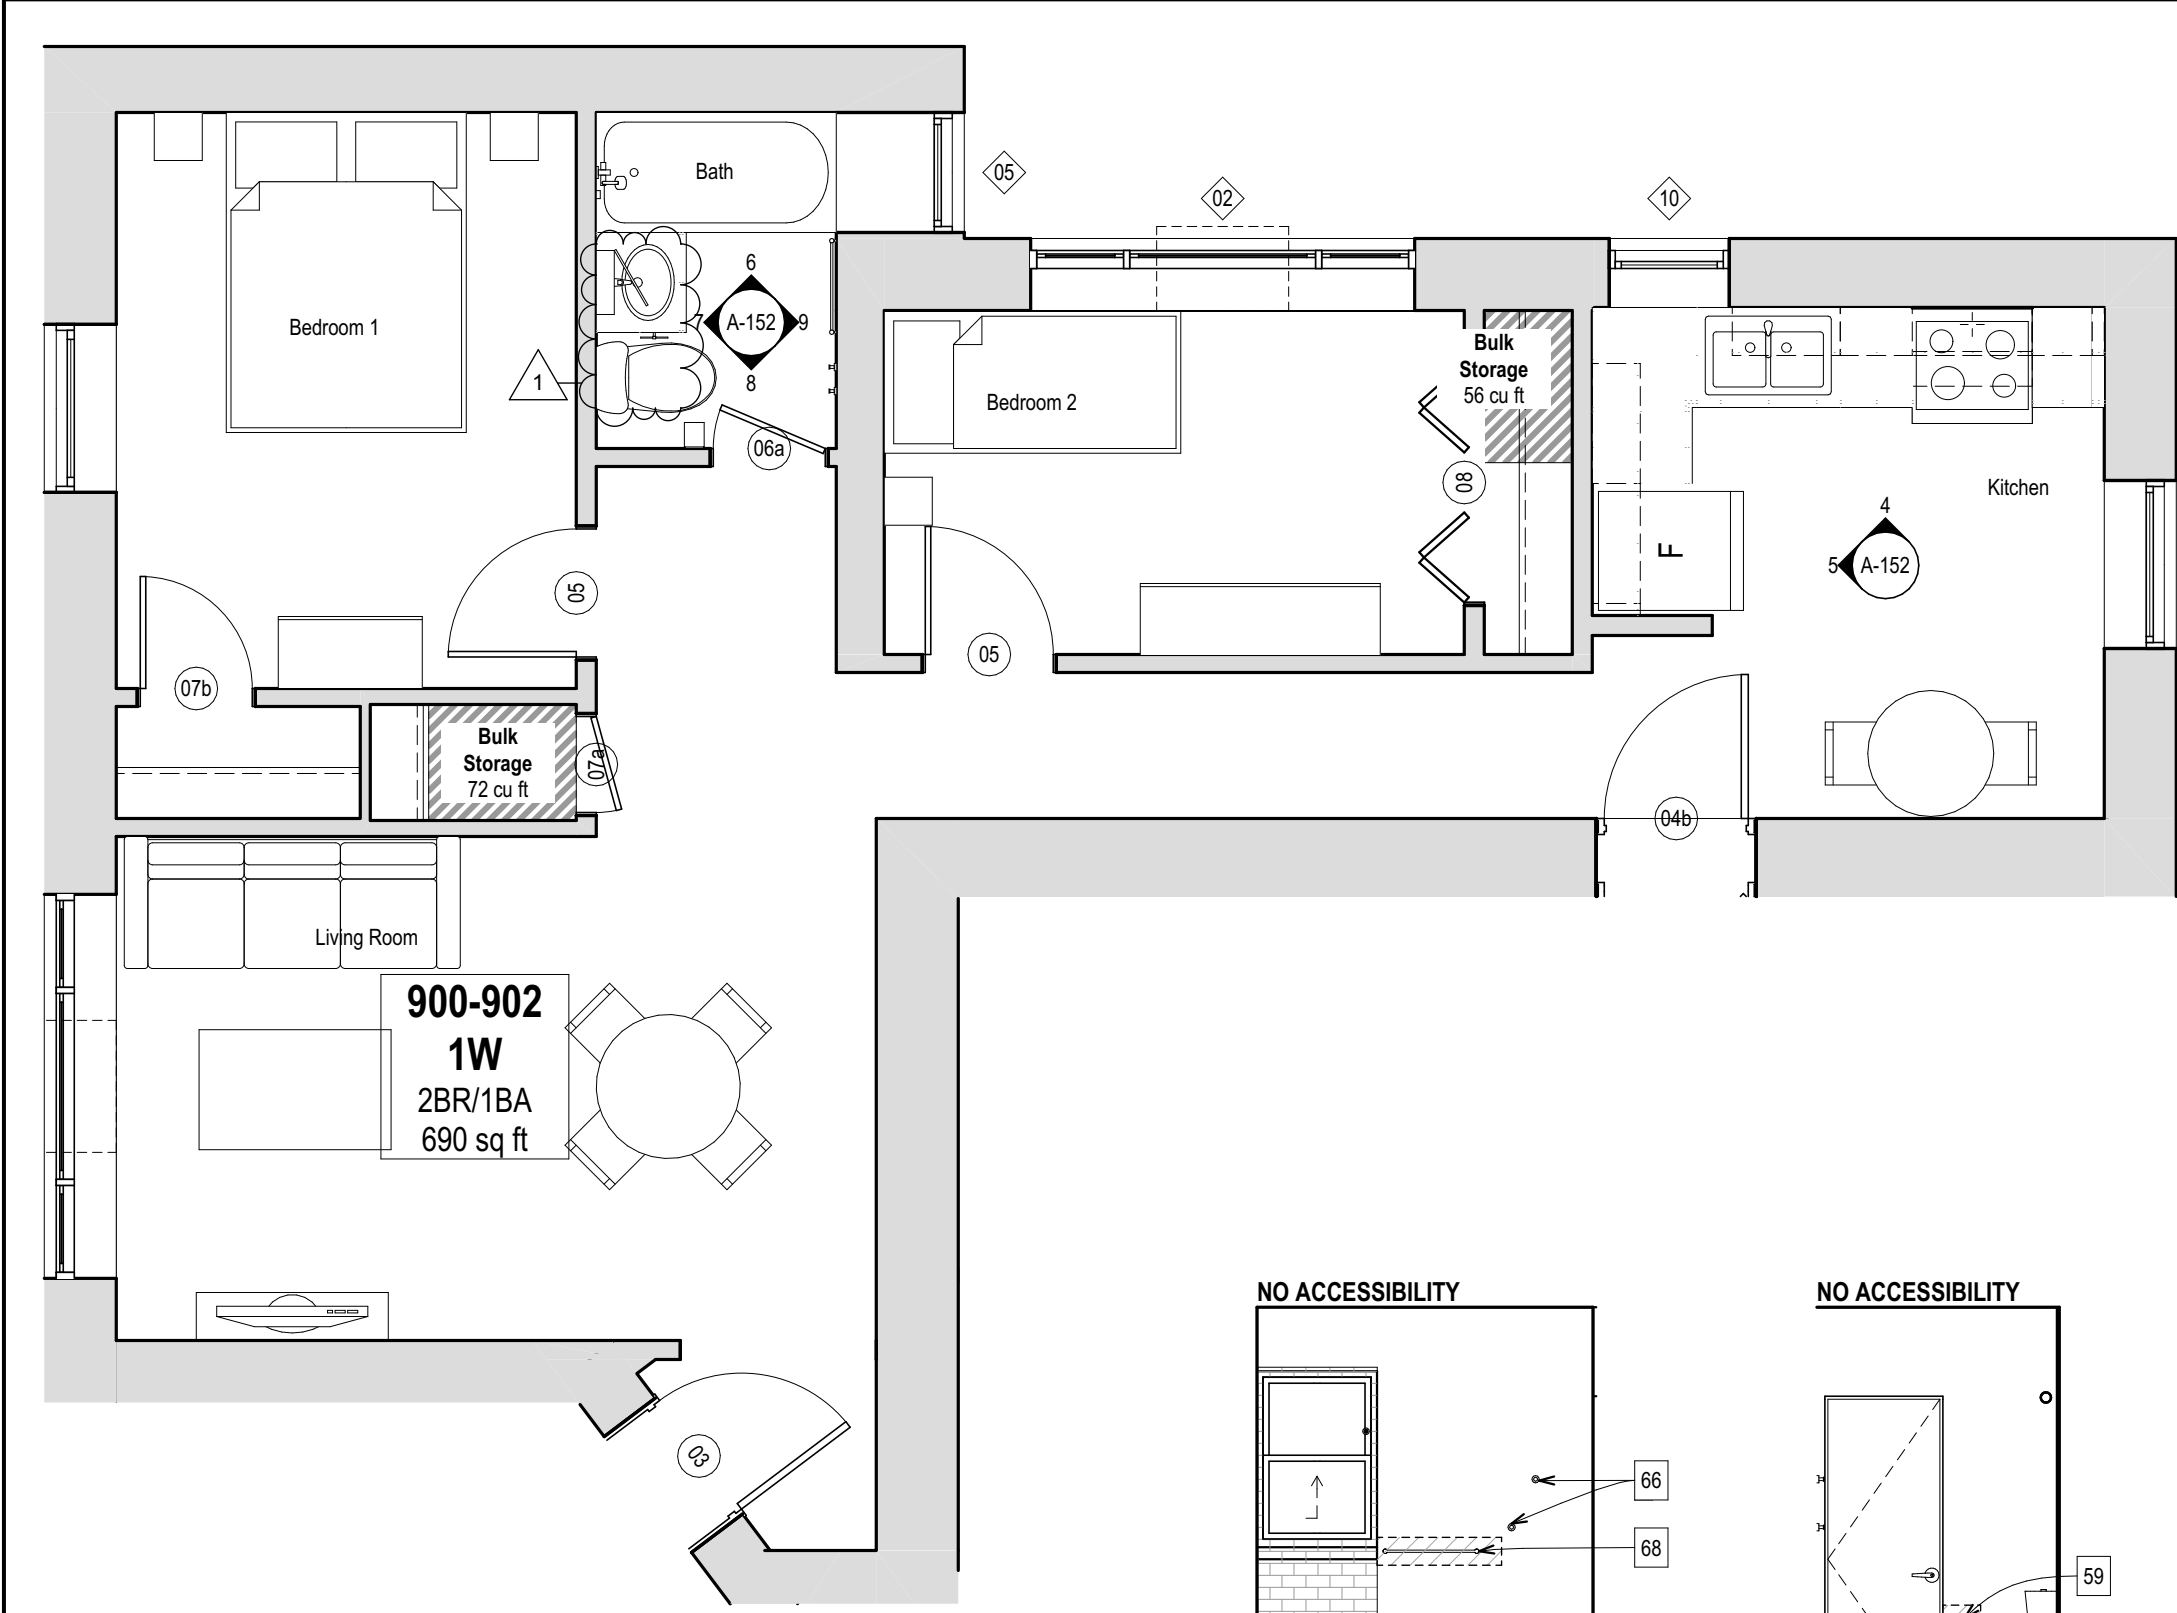 Bath
05
02
10
6
7
A-152
9
8
1
Bedroom 1
06a
Bedroom 2
Bulk
Storage
56 cu ft
08
Kitchen
4
5
A-152
F
05
05
07b
Bulk
Storage
72 cu ft
07a
04b
Living Room
900-902
1W
2BR/1BA
690 sq ft
03
NO ACCESSIBILITY
NO ACCESSIBILITY
66
68
59